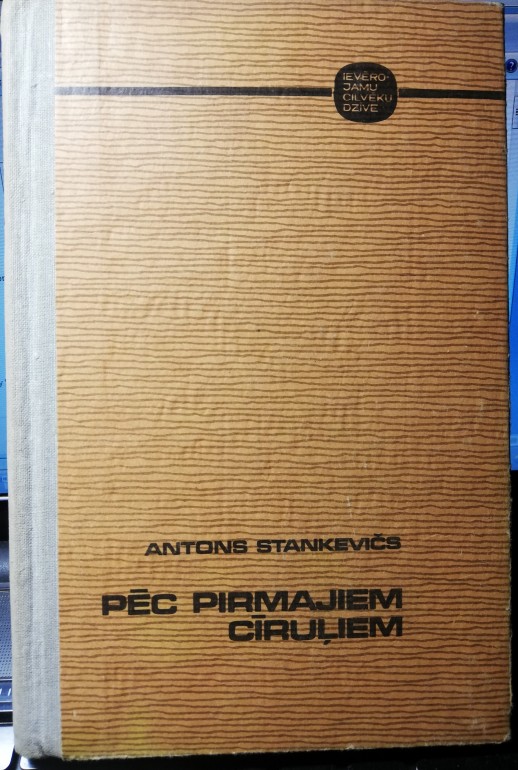 IEVĒRO-
JAMU
CILVĒKU
DZĪVE
ANTONS STANKEVIČS
PĒC PIRMAJIEM
CĪRUĻIEM